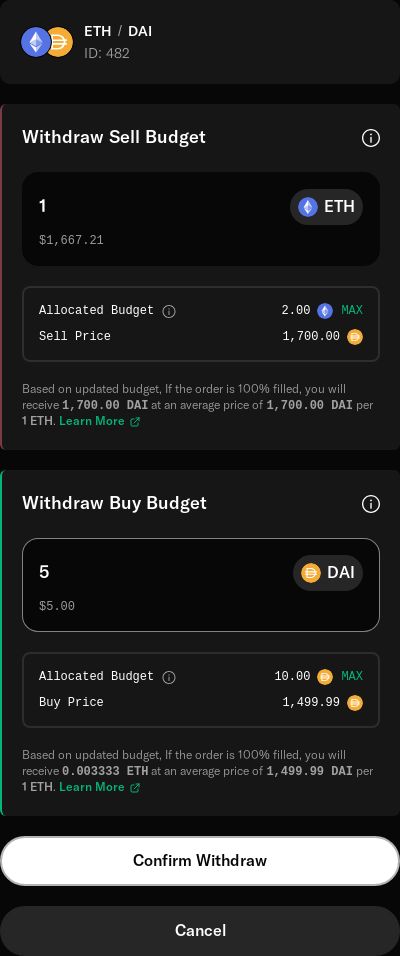 ETH / DAI
ID: 482
Withdraw Sell Budget
1
ETH
$1,667.21
Allocated Budget 2.00 MAX
Sell Price 1,700.00
Based on updated budget, If the order is 100% filled, you will
receive 1,700.00 DAI at an average price of 1,700.00 DAI per
1 ETH. Learn More
Withdraw Buy Budget
5
DAI
$5.00
Allocated Budget 10.00 MAX
Buy Price 1,499.99
Based on updated budget, If the order is 100% filled, you will
receive 0.003333 ETH at an average price of 1,499.99 DAI per
1 ETH. Learn More
Confirm Withdraw
Cancel